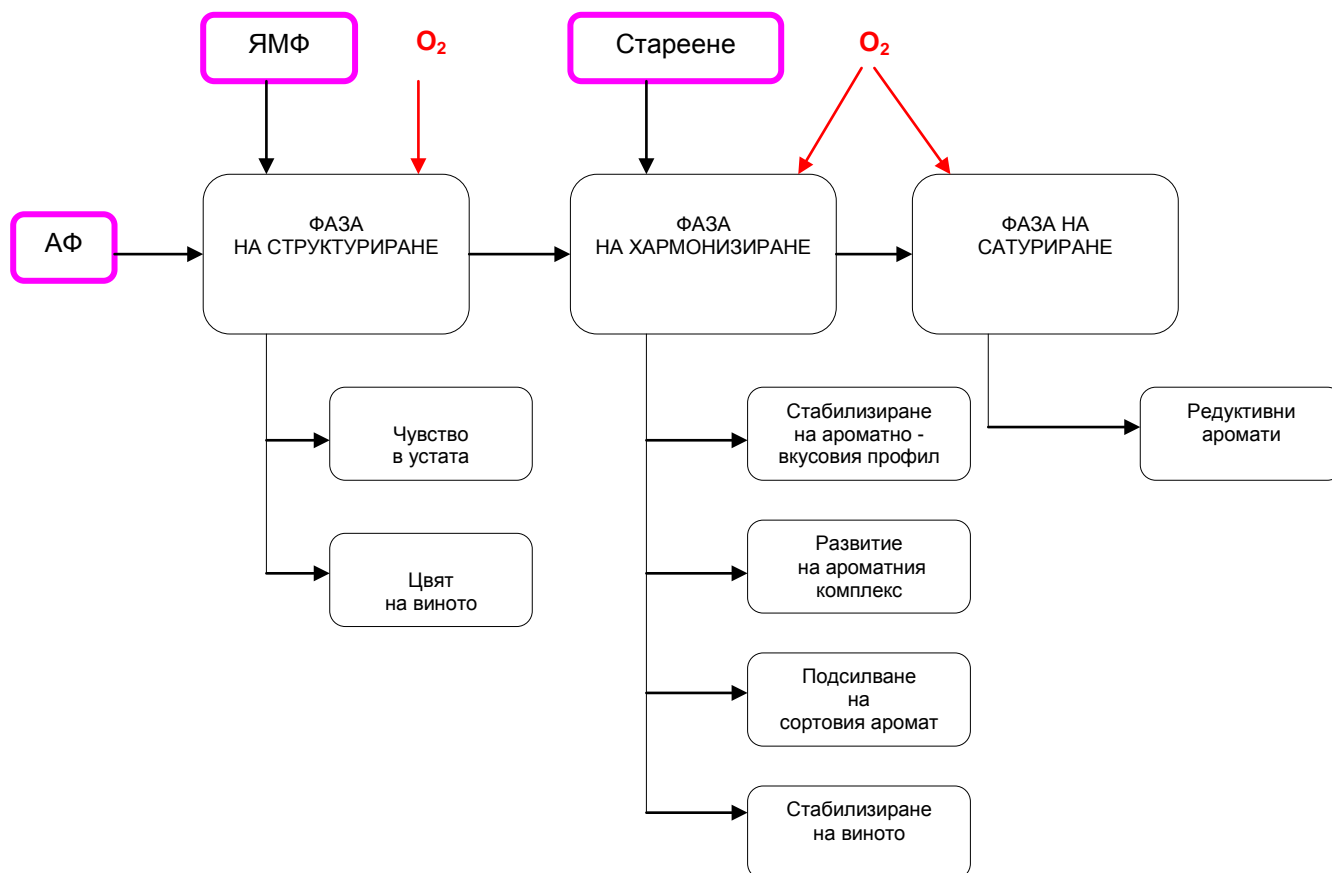 ЯМФ
O2
Стареене
O2
АФ
ФАЗА
НА СТРУКТУРИРАНЕ
ФАЗА
НА ХАРМОНИЗИРАНЕ
ФАЗА НА
САТУРИРАНЕ
Чувство
в устата
Цвят
на виното
Стабилизиране
на ароматно -
вкусовия профил
Развитие
на ароматния
комплекс
Подсилване
на
сортовия аромат
Стабилизиране
на виното
Редуктивни
аромати